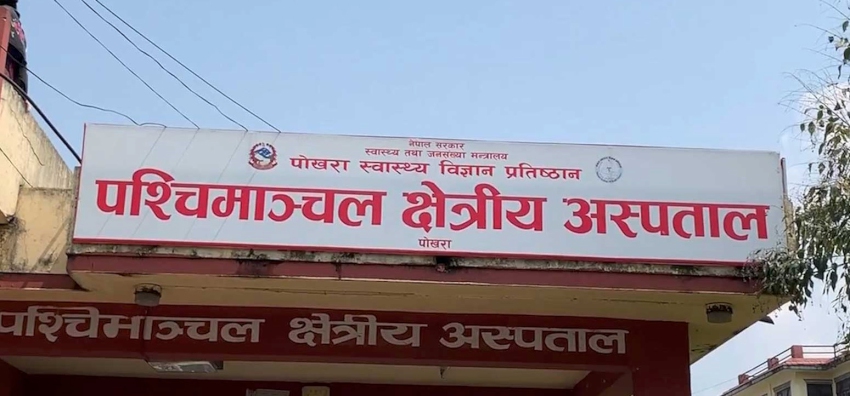 नेपाल सरकार
स्वास्थ्य तथा जनसंख्या मन्त्रालय
पोखरा स्वास्थ्य विज्ञान प्रतिष्ठान
पश्चिमाञ्चल क्षेत्रीय अस्पताल
पोखरा
पश्चिमाञ्चल क्षेत्रीय अस्पताल